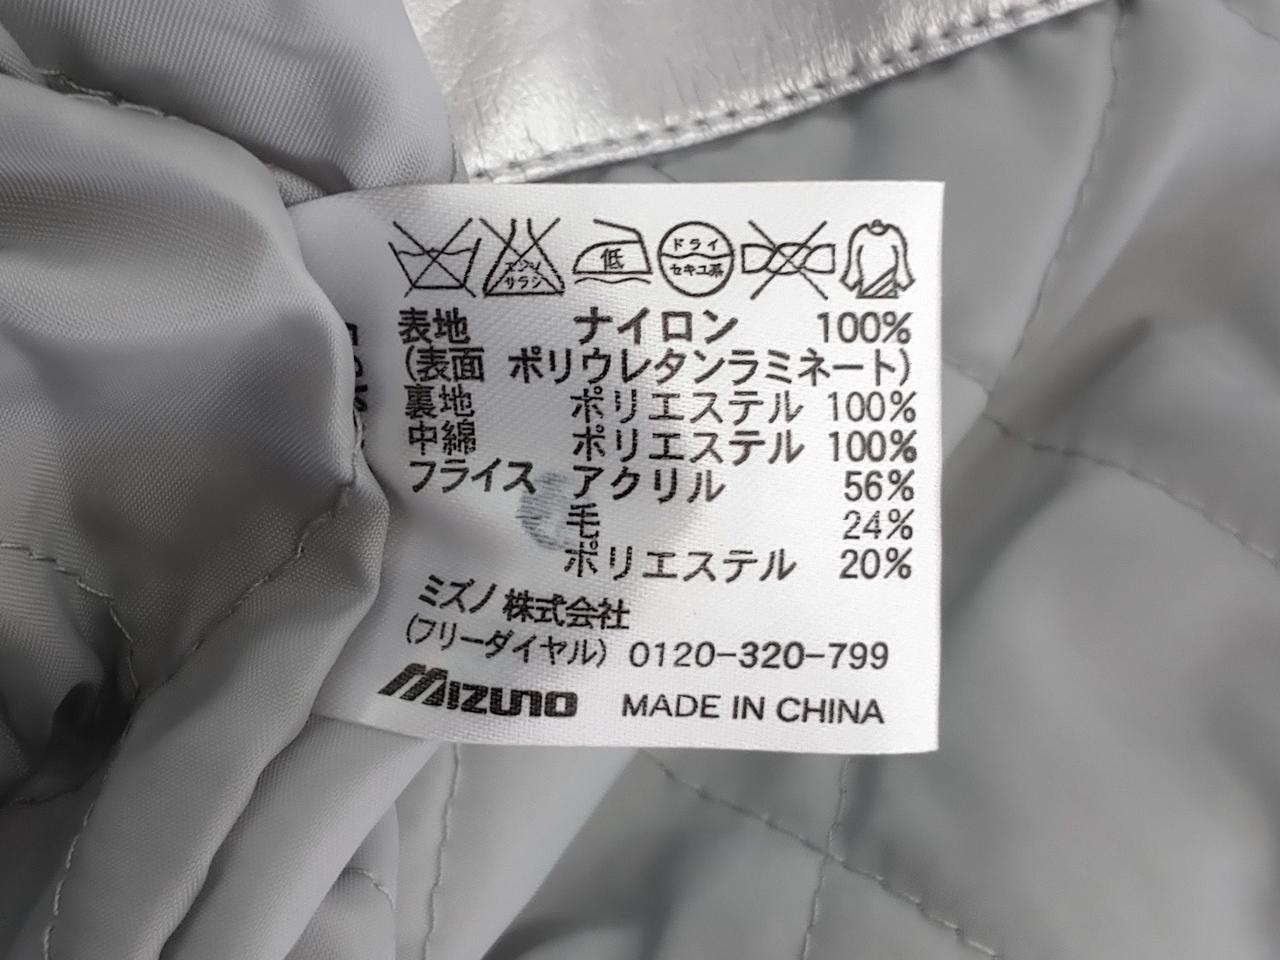 エンソ
サラシ
低
ドライ
セキユ系
表地 ナイロン 100%
(表面 ポリウレタンラミネート)
裏地 ポリエステル 100%
中綿 ポリエステル 100%
フライス アクリル 56%
毛 24%
ポリエステル 20%
ミズノ株式会社
(フリーダイヤル) 0120-320-799
MIZUNO MADE IN CHINA